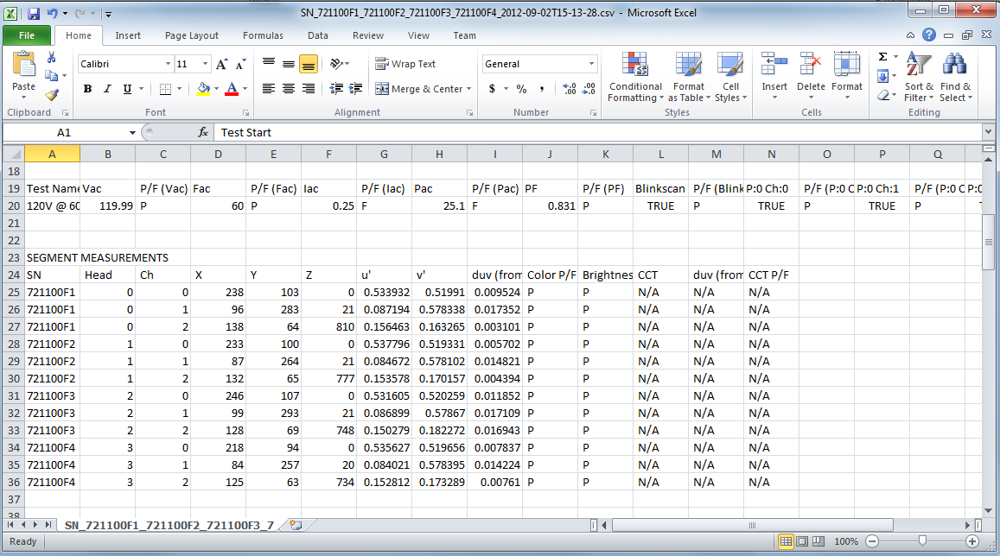 SN_721100F1_721100F2_721100F3_721100F4_2012-09-02T15-13-28.csv - Microsoft Excel
File Home Insert Page Layout Formulas Data Review View Team
Calibri 11 Wrap Text General
Paste B I U Merge & Center $ % , Conditional Formatting Format as Table Cell Styles Insert Delete Format Sort & Filter Find & Select
Clipboard Font Alignment Number Styles Cells Editing
A1 fx Test Start
A B C D E F G H I J K L M N O P Q
18
19 Test Name Vac P/F (Vac) Fac P/F (Fac) Iac P/F (Iac) Pac P/F (Pac) PF P/F (PF) Blinkscan P/F (Blink P:0 Ch:0 P/F (P:0 C P:0 Ch:1 P/F (P:0 C P:0
20 120V @ 60 119.99 P 60 P 0.25 F 25.1 F 0.831 P TRUE P TRUE P TRUE P T
21
22
23 SEGMENT MEASUREMENTS
24 SN Head Ch X Y Z u' v' duv (from Color P/F Brightnes CCT duv (from CCT P/F
25 721100F1 0 0 238 103 0 0.533932 0.51991 0.009524 P P N/A N/A N/A
26 721100F1 0 1 96 283 21 0.087194 0.578338 0.017352 P P N/A N/A N/A
27 721100F1 0 2 138 64 810 0.156463 0.163265 0.003101 P P N/A N/A N/A
28 721100F2 1 0 233 100 0 0.537796 0.519331 0.005702 P P N/A N/A N/A
29 721100F2 1 1 87 264 21 0.084672 0.578102 0.014821 P P N/A N/A N/A
30 721100F2 1 2 132 65 777 0.153578 0.170157 0.004394 P P N/A N/A N/A
31 721100F3 2 0 246 107 0 0.531605 0.520259 0.011852 P P N/A N/A N/A
32 721100F3 2 1 99 293 21 0.086899 0.57867 0.017109 P P N/A N/A N/A
33 721100F3 2 2 128 69 748 0.150279 0.182272 0.016943 P P N/A N/A N/A
34 721100F4 3 0 218 94 0 0.535627 0.519656 0.007837 P P N/A N/A N/A
35 721100F4 3 1 84 257 20 0.084021 0.578395 0.014224 P P N/A N/A N/A
36 721100F4 3 2 125 63 734 0.152812 0.173289 0.00761 P P N/A N/A N/A
37
38
SN_721100F1_721100F2_721100F3_7
Ready 100%